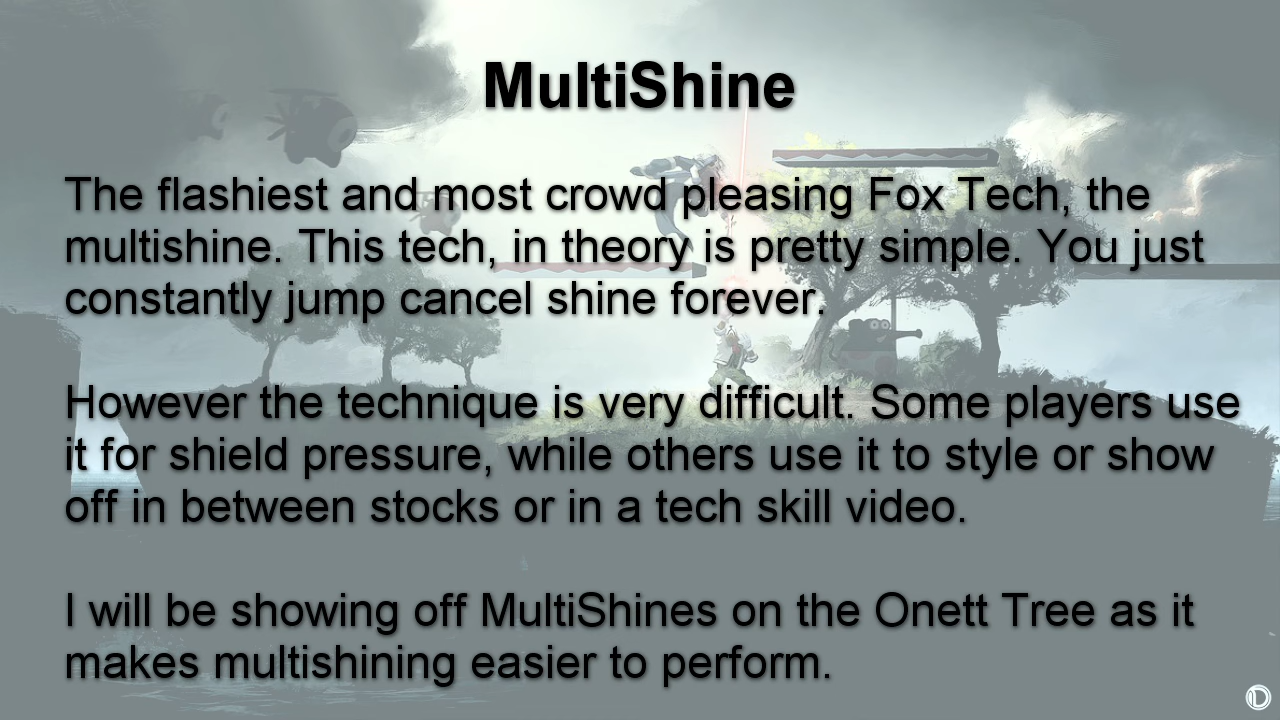 MultiShine
The flashiest and most crowd pleasing Fox Tech, the
multishine. This tech, in theory is pretty simple. You just
constantly jump cancel shine forever.
However the technique is very difficult. Some players use
it for shield pressure, while others use it to style or show
off in between stocks or in a tech skill video.
I will be showing off MultiShines on the Onett Tree as it
makes multishining easier to perform.